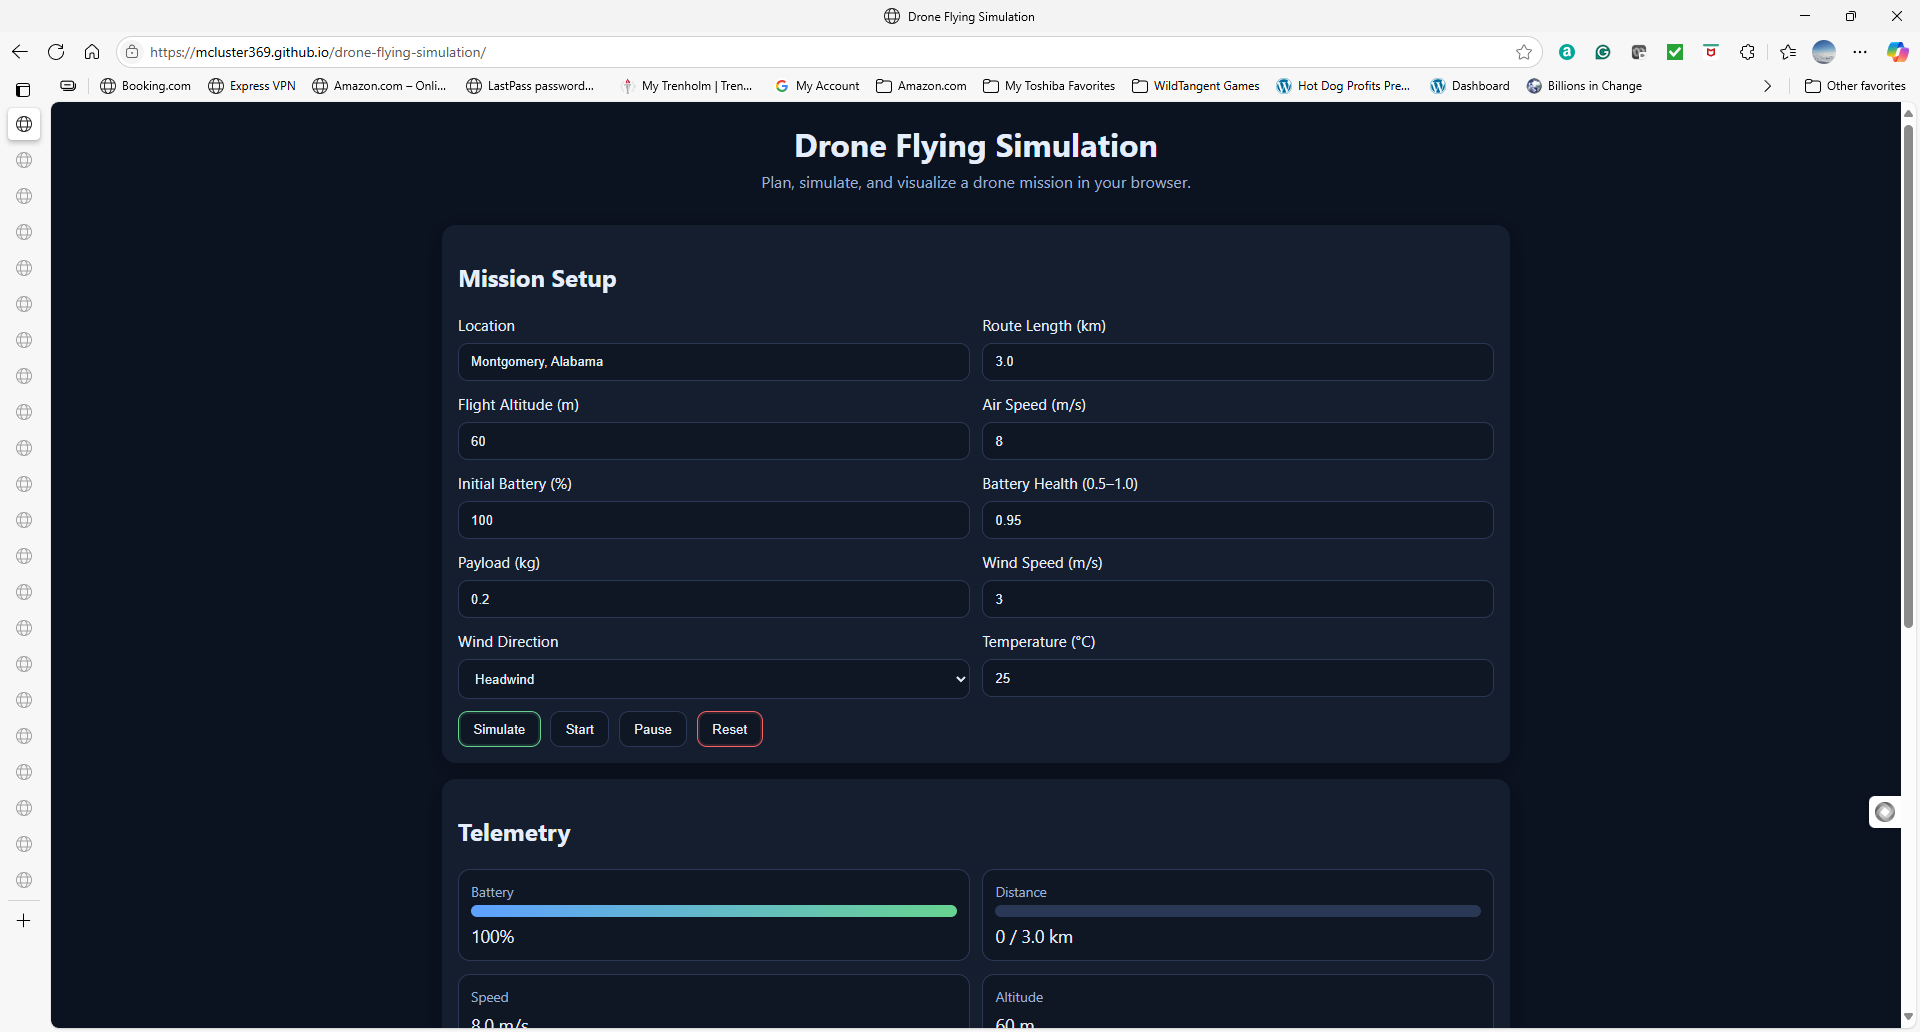 Drone Flying Simulation
https://mcluster369.github.io/drone-flying-simulation/
Booking.com Express VPN Amazon.com – Onli... LastPass password... My Trenholm | Tren... My Account Amazon.com My Toshiba Favorites WildTangent Games Hot Dog Profits Pre... Dashboard Billions in Change Other favorites
Drone Flying Simulation
Plan, simulate, and visualize a drone mission in your browser.
Mission Setup
Location Route Length (km)
Montgomery, Alabama 3.0
Flight Altitude (m) Air Speed (m/s)
60 8
Initial Battery (%) Battery Health (0.5–1.0)
100 0.95
Payload (kg) Wind Speed (m/s)
0.2 3
Wind Direction Temperature (°C)
Headwind 25
Simulate Start Pause Reset
Telemetry
Battery Distance
100% 0 / 3.0 km
Speed Altitude
8.0 m/s 60 m